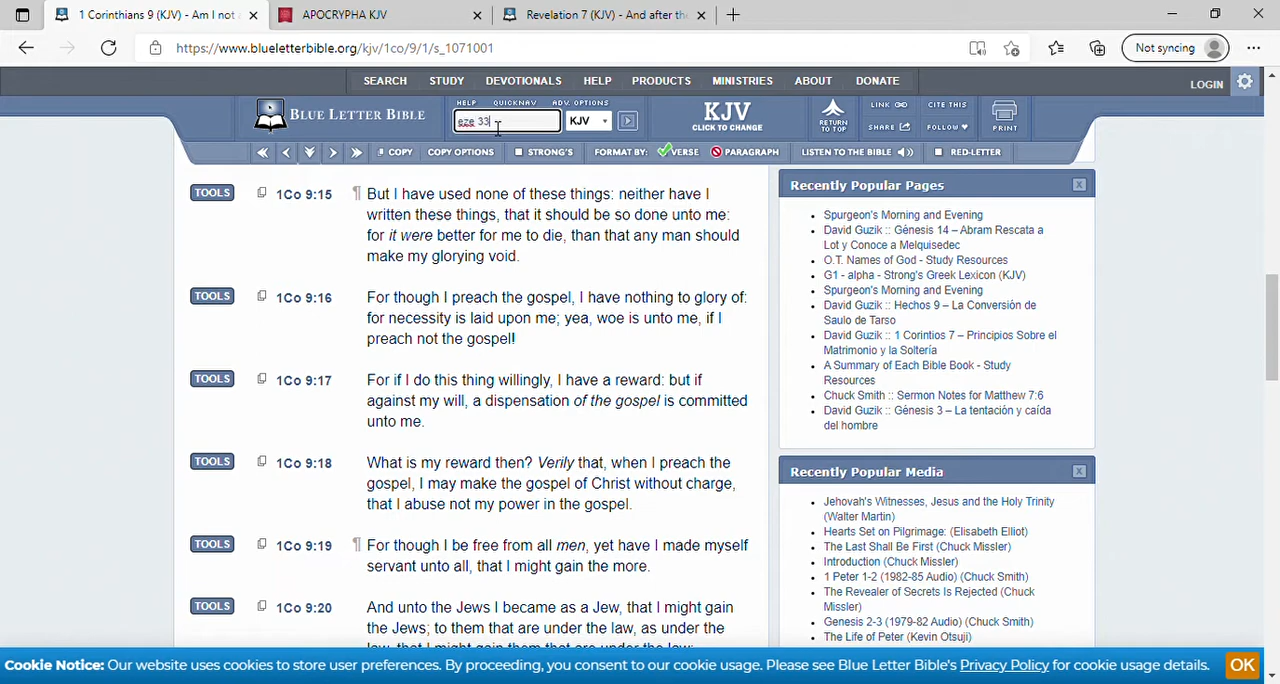 1 Corinthians 9 (KJV) - Am I not
APOCRYPHA KJV
Revelation 7 (KJV) - And after the
https://www.blueletterbible.org/kjv/1co/9/1/s_1071001
Not syncing
SEARCH STUDY DEVOTIONALS HELP PRODUCTS MINISTRIES ABOUT DONATE
LOGIN
BLUE LETTER BIBLE
HELP QUICKNAV ADV. OPTIONS
eze 33
KJV
KJV
CLICK TO CHANGE
RETURN TO TOP
LINK
CITE THIS
SHARE
FOLLOW
PRINT
COPY COPY OPTIONS STRONG'S FORMAT BY: VERSE PARAGRAPH LISTEN TO THE BIBLE RED-LETTER
TOOLS 1Co 9:15 ¶ But I have used none of these things: neither have I
written these things, that it should be so done unto me:
for it were better for me to die, than that any man should
make my glorying void.
TOOLS 1Co 9:16 For though I preach the gospel, I have nothing to glory of:
for necessity is laid upon me; yea, woe is unto me, if I
preach not the gospel!
TOOLS 1Co 9:17 For if I do this thing willingly, I have a reward: but if
against my will, a dispensation of the gospel is committed
unto me.
TOOLS 1Co 9:18 What is my reward then? Verily that, when I preach the
gospel, I may make the gospel of Christ without charge,
that I abuse not my power in the gospel.
TOOLS 1Co 9:19 ¶ For though I be free from all men, yet have I made myself
servant unto all, that I might gain the more.
TOOLS 1Co 9:20 And unto the Jews I became as a Jew, that I might gain
the Jews; to them that are under the law, as under the
law, that I might gain them that are under the law;
Recently Popular Pages
Spurgeon's Morning and Evening
David Guzik :: Génesis 14 – Abram Rescata a
Lot y Conoce a Melquisedec
O.T. Names of God - Study Resources
G1 - alpha - Strong's Greek Lexicon (KJV)
Spurgeon's Morning and Evening
David Guzik :: Hechos 9 – La Conversión de
Saulo de Tarso
David Guzik :: 1 Corintios 7 – Principios Sobre el
Matrimonio y la Soltería
A Summary of Each Bible Book - Study
Resources
Chuck Smith :: Sermon Notes for Matthew 7:6
David Guzik :: Génesis 3 – La tentación y caída
del hombre
Recently Popular Media
Jehovah's Witnesses, Jesus and the Holy Trinity
(Walter Martin)
Hearts Set on Pilgrimage: (Elisabeth Elliot)
The Last Shall Be First (Chuck Missler)
Introduction (Chuck Missler)
1 Peter 1-2 (1982-85 Audio) (Chuck Smith)
The Revealer of Secrets Is Rejected (Chuck
Missler)
Genesis 2-3 (1979-82 Audio) (Chuck Smith)
The Life of Peter (Kevin Otsuji)
Cookie Notice: Our website uses cookies to store user preferences. By proceeding, you consent to our cookie usage. Please see Blue Letter Bible's Privacy Policy for cookie usage details. OK